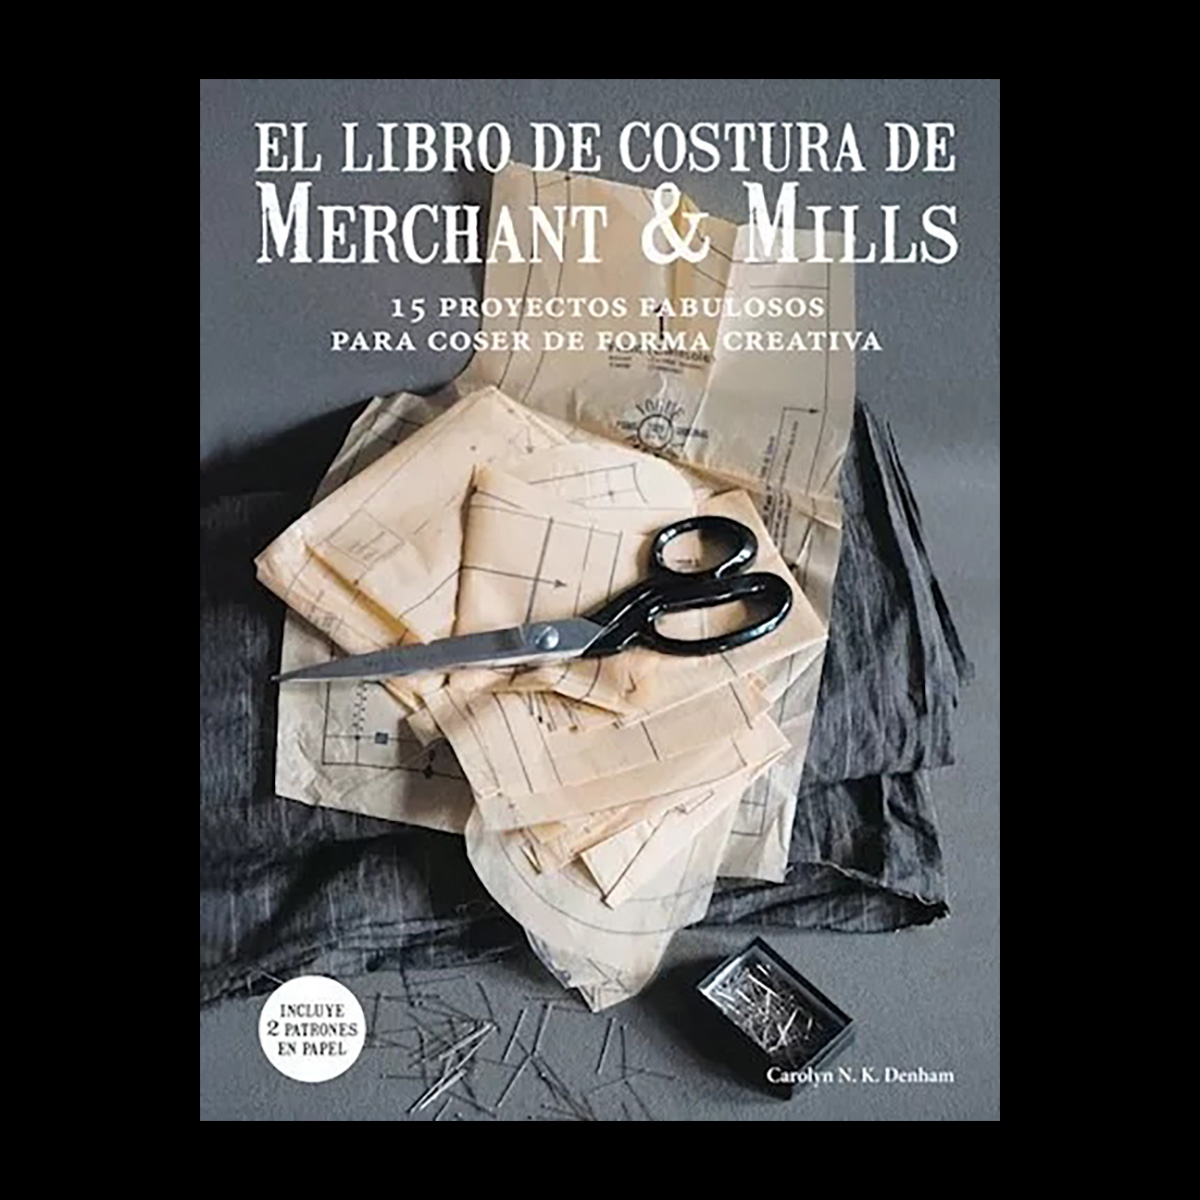 EL LIBRO DE COSTURA DE
MERCHANT & MILLS
15 PROYECTOS FABULOSOS
PARA COSER DE FORMA CREATIVA
VOGUE
INCLUYE
2 PATRONES
EN PAPEL
Carolyn N. K. Denham